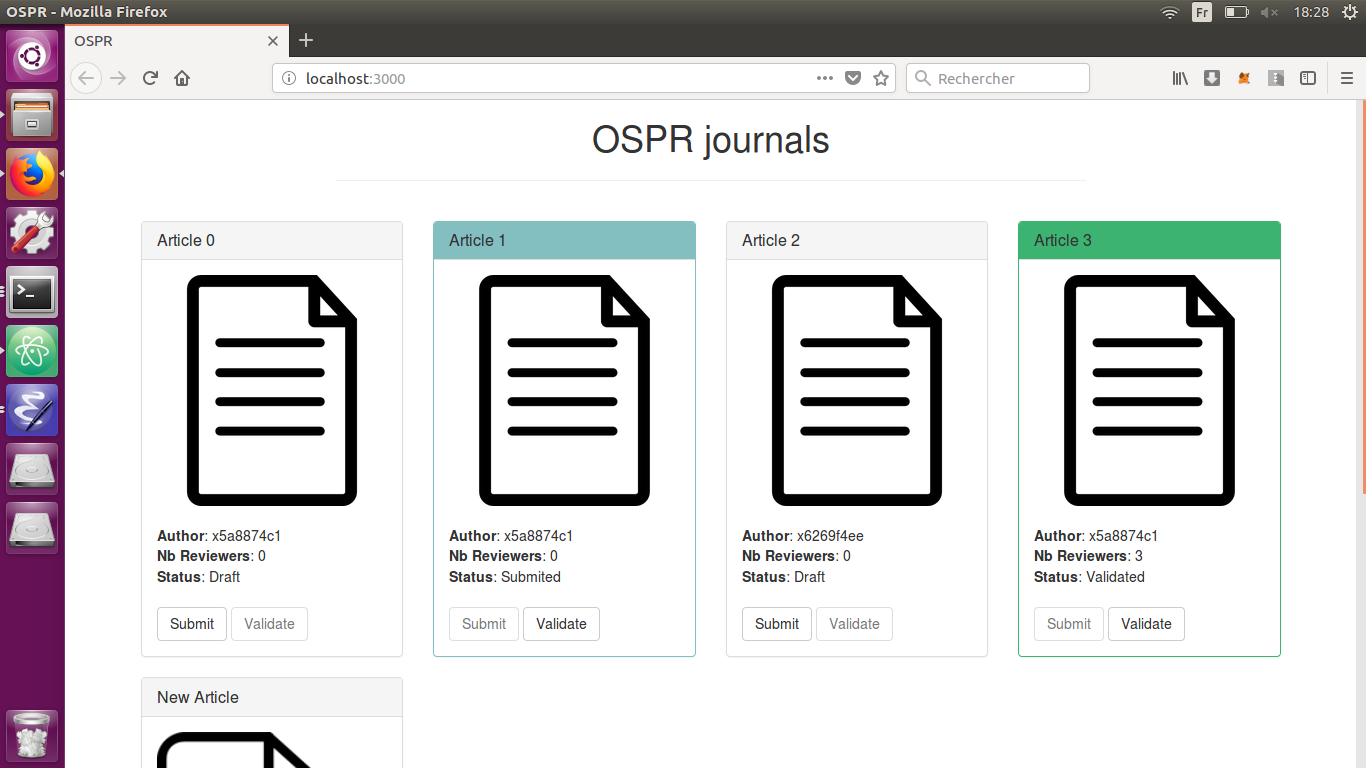 OSPR - Mozilla Firefox
Fr
18:28
OSPR
localhost:3000
Rechercher
OSPR journals
Article 0
Article 1
Article 2
Article 3
Author: x5a8874c1
Nb Reviewers: 0
Status: Draft
Submit Validate
Author: x5a8874c1
Nb Reviewers: 0
Status: Submited
Submit Validate
Author: x6269f4ee
Nb Reviewers: 0
Status: Draft
Submit Validate
Author: x5a8874c1
Nb Reviewers: 3
Status: Validated
Submit Validate
New Article